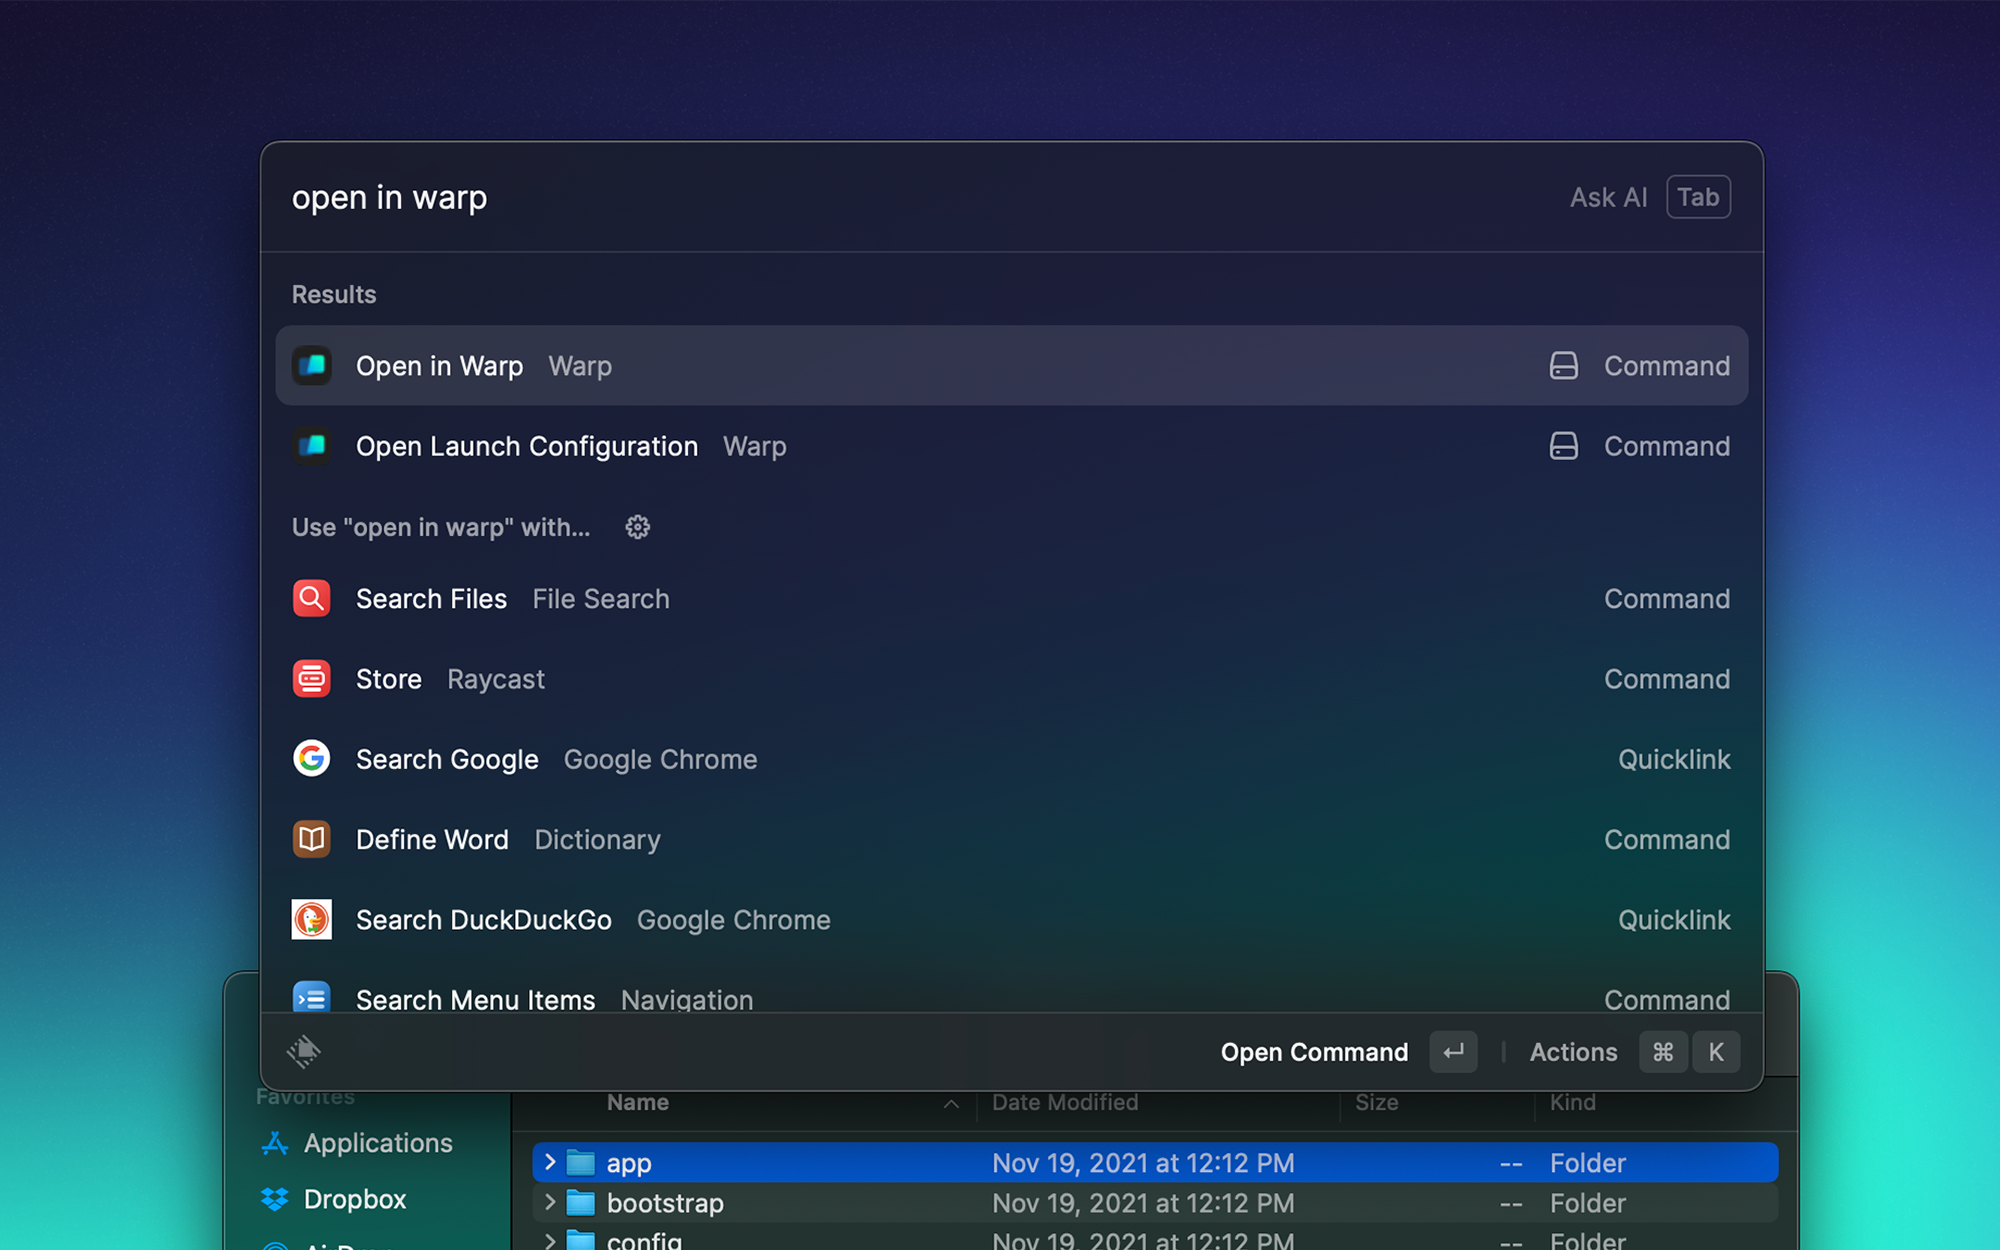 open in warp Ask AI Tab
Results
Open in Warp Warp Command
Open Launch Configuration Warp Command
Use "open in warp" with...
Search Files File Search Command
Store Raycast Command
Search Google Google Chrome Quicklink
Define Word Dictionary Command
Search DuckDuckGo Google Chrome Quicklink
Search Menu Items Navigation Command
Open Command ↵ Actions ⌘ K
Favorites Name Date Modified Size Kind
Applications
app Nov 19, 2021 at 12:12 PM -- Folder
Dropbox
bootstrap Nov 19, 2021 at 12:12 PM -- Folder
config Nov 19, 2021 at 12:12 PM -- Folder